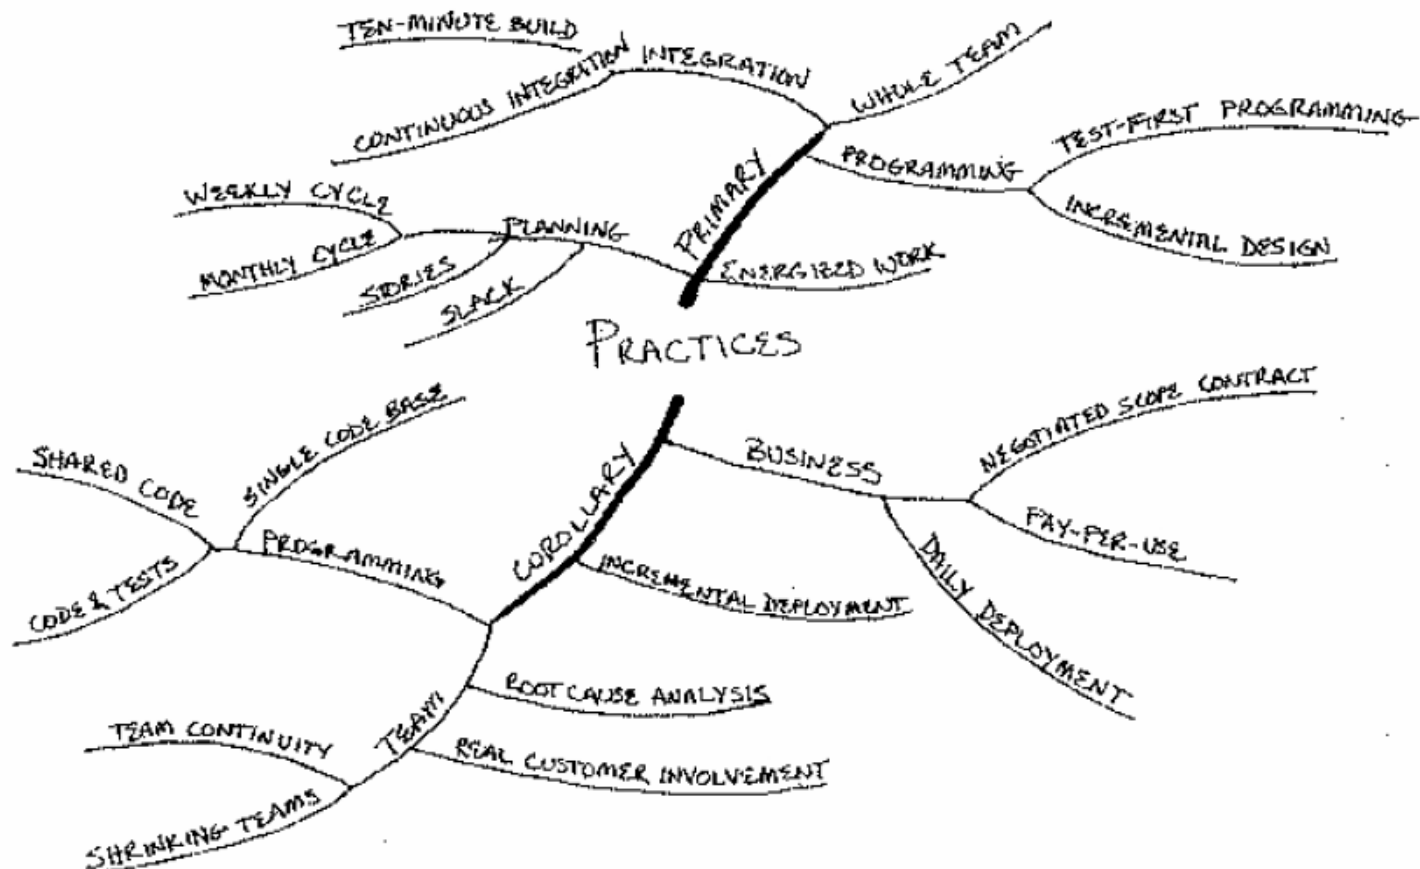 TEN-MINUTE BUILD
CONTINUOUS INTEGRATION
INTEGRATION
WHOLE TEAM
PRIMARY
PROGRAMMING
TEST-FIRST PROGRAMMING
INCREMENTAL DESIGN
WEEKLY CYCLE
MONTHLY CYCLE
PLANNING
STORIES
SLACK
ENERGIZED WORK
PRACTICES
COROLLARY
BUSINESS
NEGOTIATED SCOPE CONTRACT
PAY-PER-USE
DAILY DEPLOYMENT
INCREMENTAL DEPLOYMENT
SHARED CODE
SINGLE CODE BASE
PROGRAMMING
CODE & TESTS
TEAM
ROOT CAUSE ANALYSIS
REAL CUSTOMER INVOLVEMENT
TEAM CONTINUITY
SHRINKING TEAMS